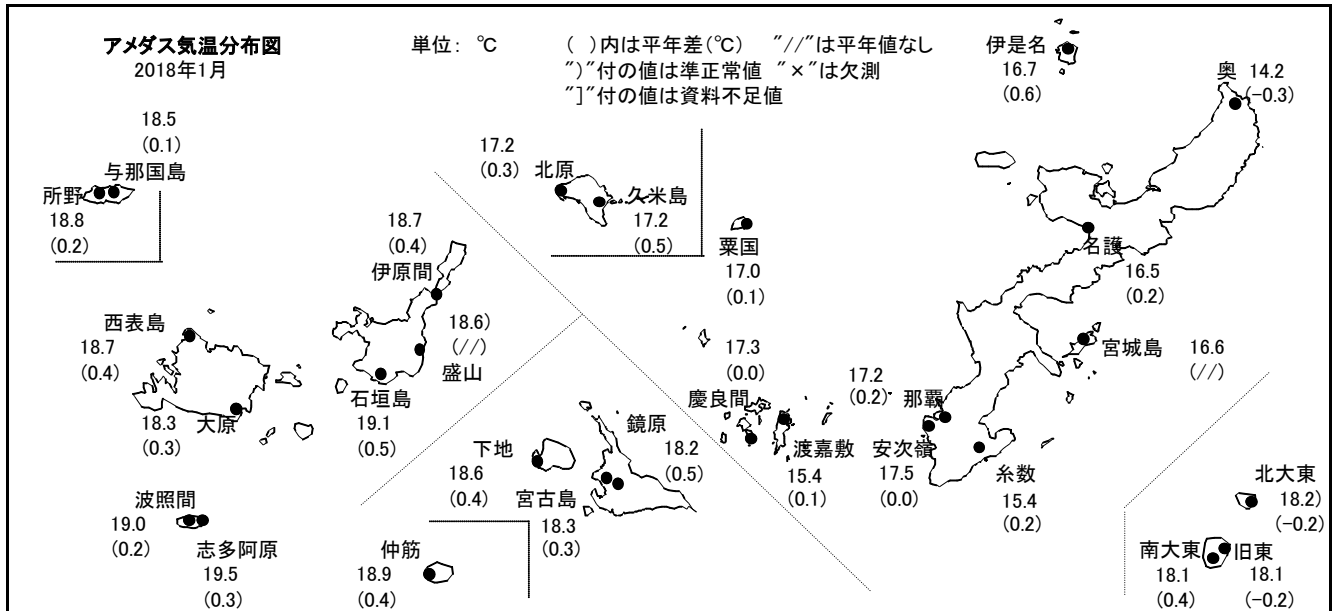 アメダス気温分布図
2018年1月
単位： ℃
( )内は平年差(℃) ″//″は平年値なし
″)″付の値は準正常値 ″×″は欠測
″]″付の値は資料不足値
伊是名
16.7
(0.6)
奥 14.2
(-0.3)
18.5
(0.1)
与那国島
所野
18.8
(0.2)
17.2
(0.3)
北原
久米島
17.2
(0.5)
粟国
17.0
(0.1)
名護
16.5
(0.2)
18.7
(0.4)
伊原間
18.6)
(//)
盛山
石垣島
19.1
(0.5)
西表島
18.7
(0.4)
大原
18.3
(0.3)
宮城島
16.6
(//)
17.3
(0.0)
慶良間
渡嘉敷
15.4
(0.1)
17.2
(0.2)
那覇
安次嶺
17.5
(0.0)
糸数
15.4
(0.2)
鏡原
18.2
(0.5)
下地
18.6
(0.4)
宮古島
18.3
(0.3)
波照間
19.0
(0.2)
志多阿原
19.5
(0.3)
仲筋
18.9
(0.4)
北大東
18.2)
(-0.2)
南大東
18.1
(0.4)
旧東
18.1
(-0.2)